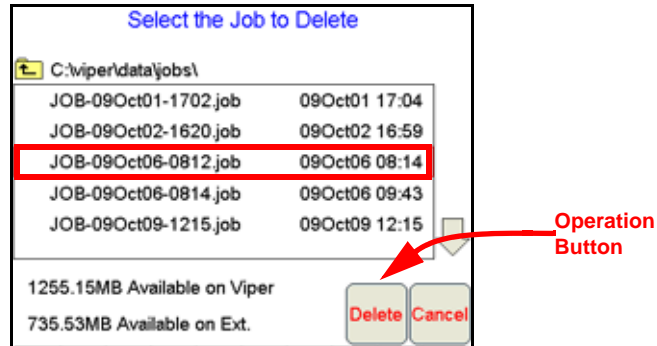 Select the Job to Delete
C:\viper\data\jobs\
JOB-09Oct01-1702.job 09Oct01 17:04
JOB-09Oct02-1620.job 09Oct02 16:59
JOB-09Oct06-0812.job 09Oct06 08:14
JOB-09Oct06-0814.job 09Oct06 09:43
JOB-09Oct09-1215.job 09Oct09 12:15
Operation
Button
1255.15MB Available on Viper
735.53MB Available on Ext.
Delete Cancel